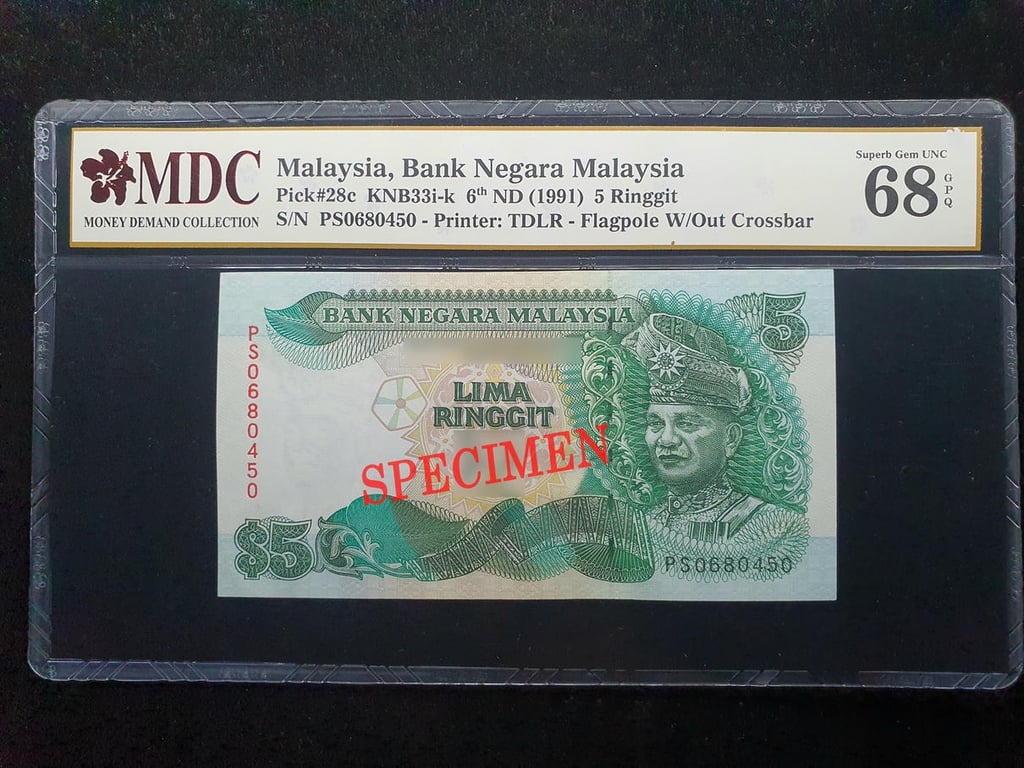 MDC
MONEY DEMAND COLLECTION
Malaysia, Bank Negara Malaysia
Pick#28c KNB33i-k 6th ND (1991) 5 Ringgit
S/N PS0680450 - Printer: TDLR - Flagpole W/Out Crossbar
Superb Gem UNC
68
GPQ
BANK NEGARA MALAYSIA
5
PS0680450
LIMA
RINGGIT
SPECIMEN
$5
PS0680450